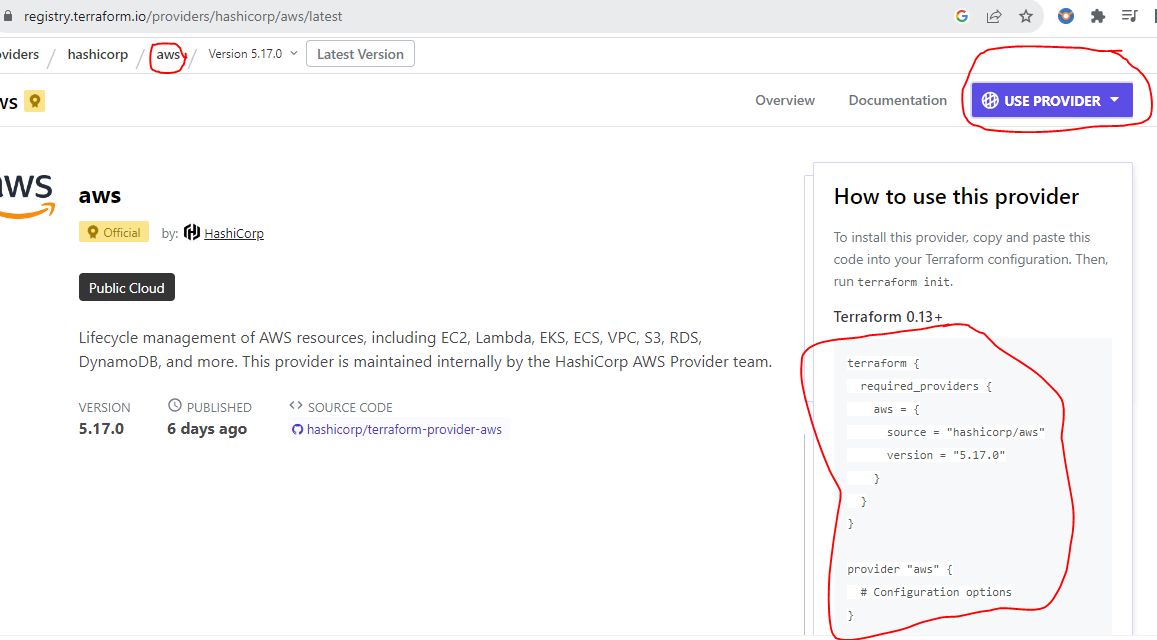 registry.terraform.io/providers/hashicorp/aws/latest
viders / hashicorp / aws / Version 5.17.0 Latest Version
ws Overview Documentation USE PROVIDER
aws
aws
Official by: HashiCorp
Public Cloud
Lifecycle management of AWS resources, including EC2, Lambda, EKS, ECS, VPC, S3, RDS,
DynamoDB, and more. This provider is maintained internally by the HashiCorp AWS Provider team.
VERSION PUBLISHED <> SOURCE CODE
5.17.0 6 days ago hashicorp/terraform-provider-aws
How to use this provider
To install this provider, copy and paste this
code into your Terraform configuration. Then,
run terraform init.
Terraform 0.13+
terraform {
  required_providers {
    aws = {
      source = "hashicorp/aws"
      version = "5.17.0"
    }
  }
}
provider "aws" {
  # Configuration options
}